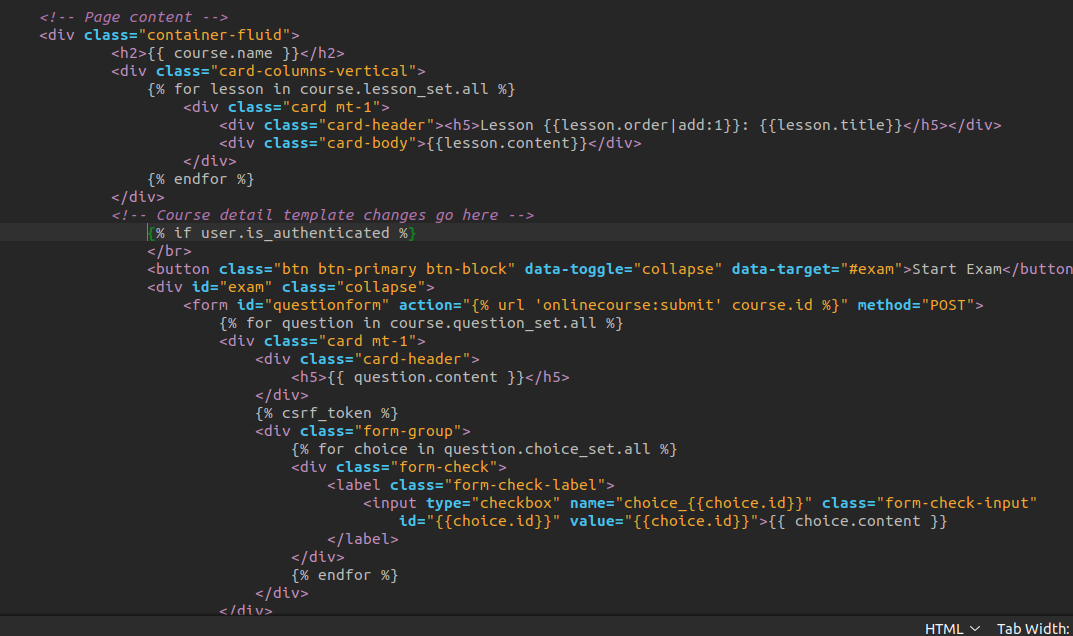 <!-- Page content -->
<div class="container-fluid">
<h2>{{ course.name }}</h2>
<div class="card-columns-vertical">
{% for lesson in course.lesson_set.all %}
<div class="card mt-1">
<div class="card-header"><h5>Lesson {{lesson.order|add:1}}: {{lesson.title}}</h5></div>
<div class="card-body">{{lesson.content}}</div>
</div>
{% endfor %}
</div>
<!-- Course detail template changes go here -->
{% if user.is_authenticated %}
</br>
<button class="btn btn-primary btn-block" data-toggle="collapse" data-target="#exam">Start Exam</button
<div id="exam" class="collapse">
<form id="questionform" action="{% url 'onlinecourse:submit' course.id %}" method="POST">
{% for question in course.question_set.all %}
<div class="card mt-1">
<div class="card-header">
<h5>{{ question.content }}</h5>
</div>
{% csrf_token %}
<div class="form-group">
{% for choice in question.choice_set.all %}
<div class="form-check">
<label class="form-check-label">
<input type="checkbox" name="choice_{{choice.id}}" class="form-check-input"
id="{{choice.id}}" value="{{choice.id}}">{{ choice.content }}
</label>
</div>
{% endfor %}
</div>
</div>
HTML Tab Width: